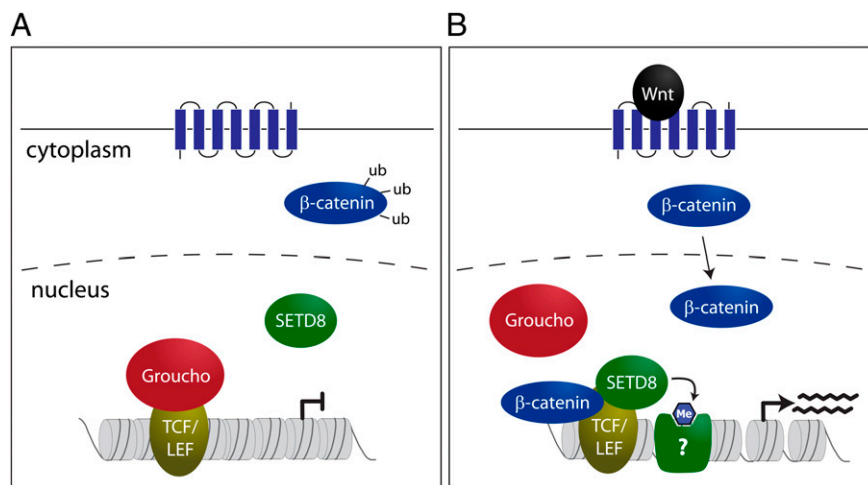 A
cytoplasm
ub
β-catenin
ub
ub
nucleus
SETD8
Groucho
TCF/
LEF
B
Wnt
β-catenin
β-catenin
Groucho
SETD8
β-catenin
Me
TCF/
LEF
?